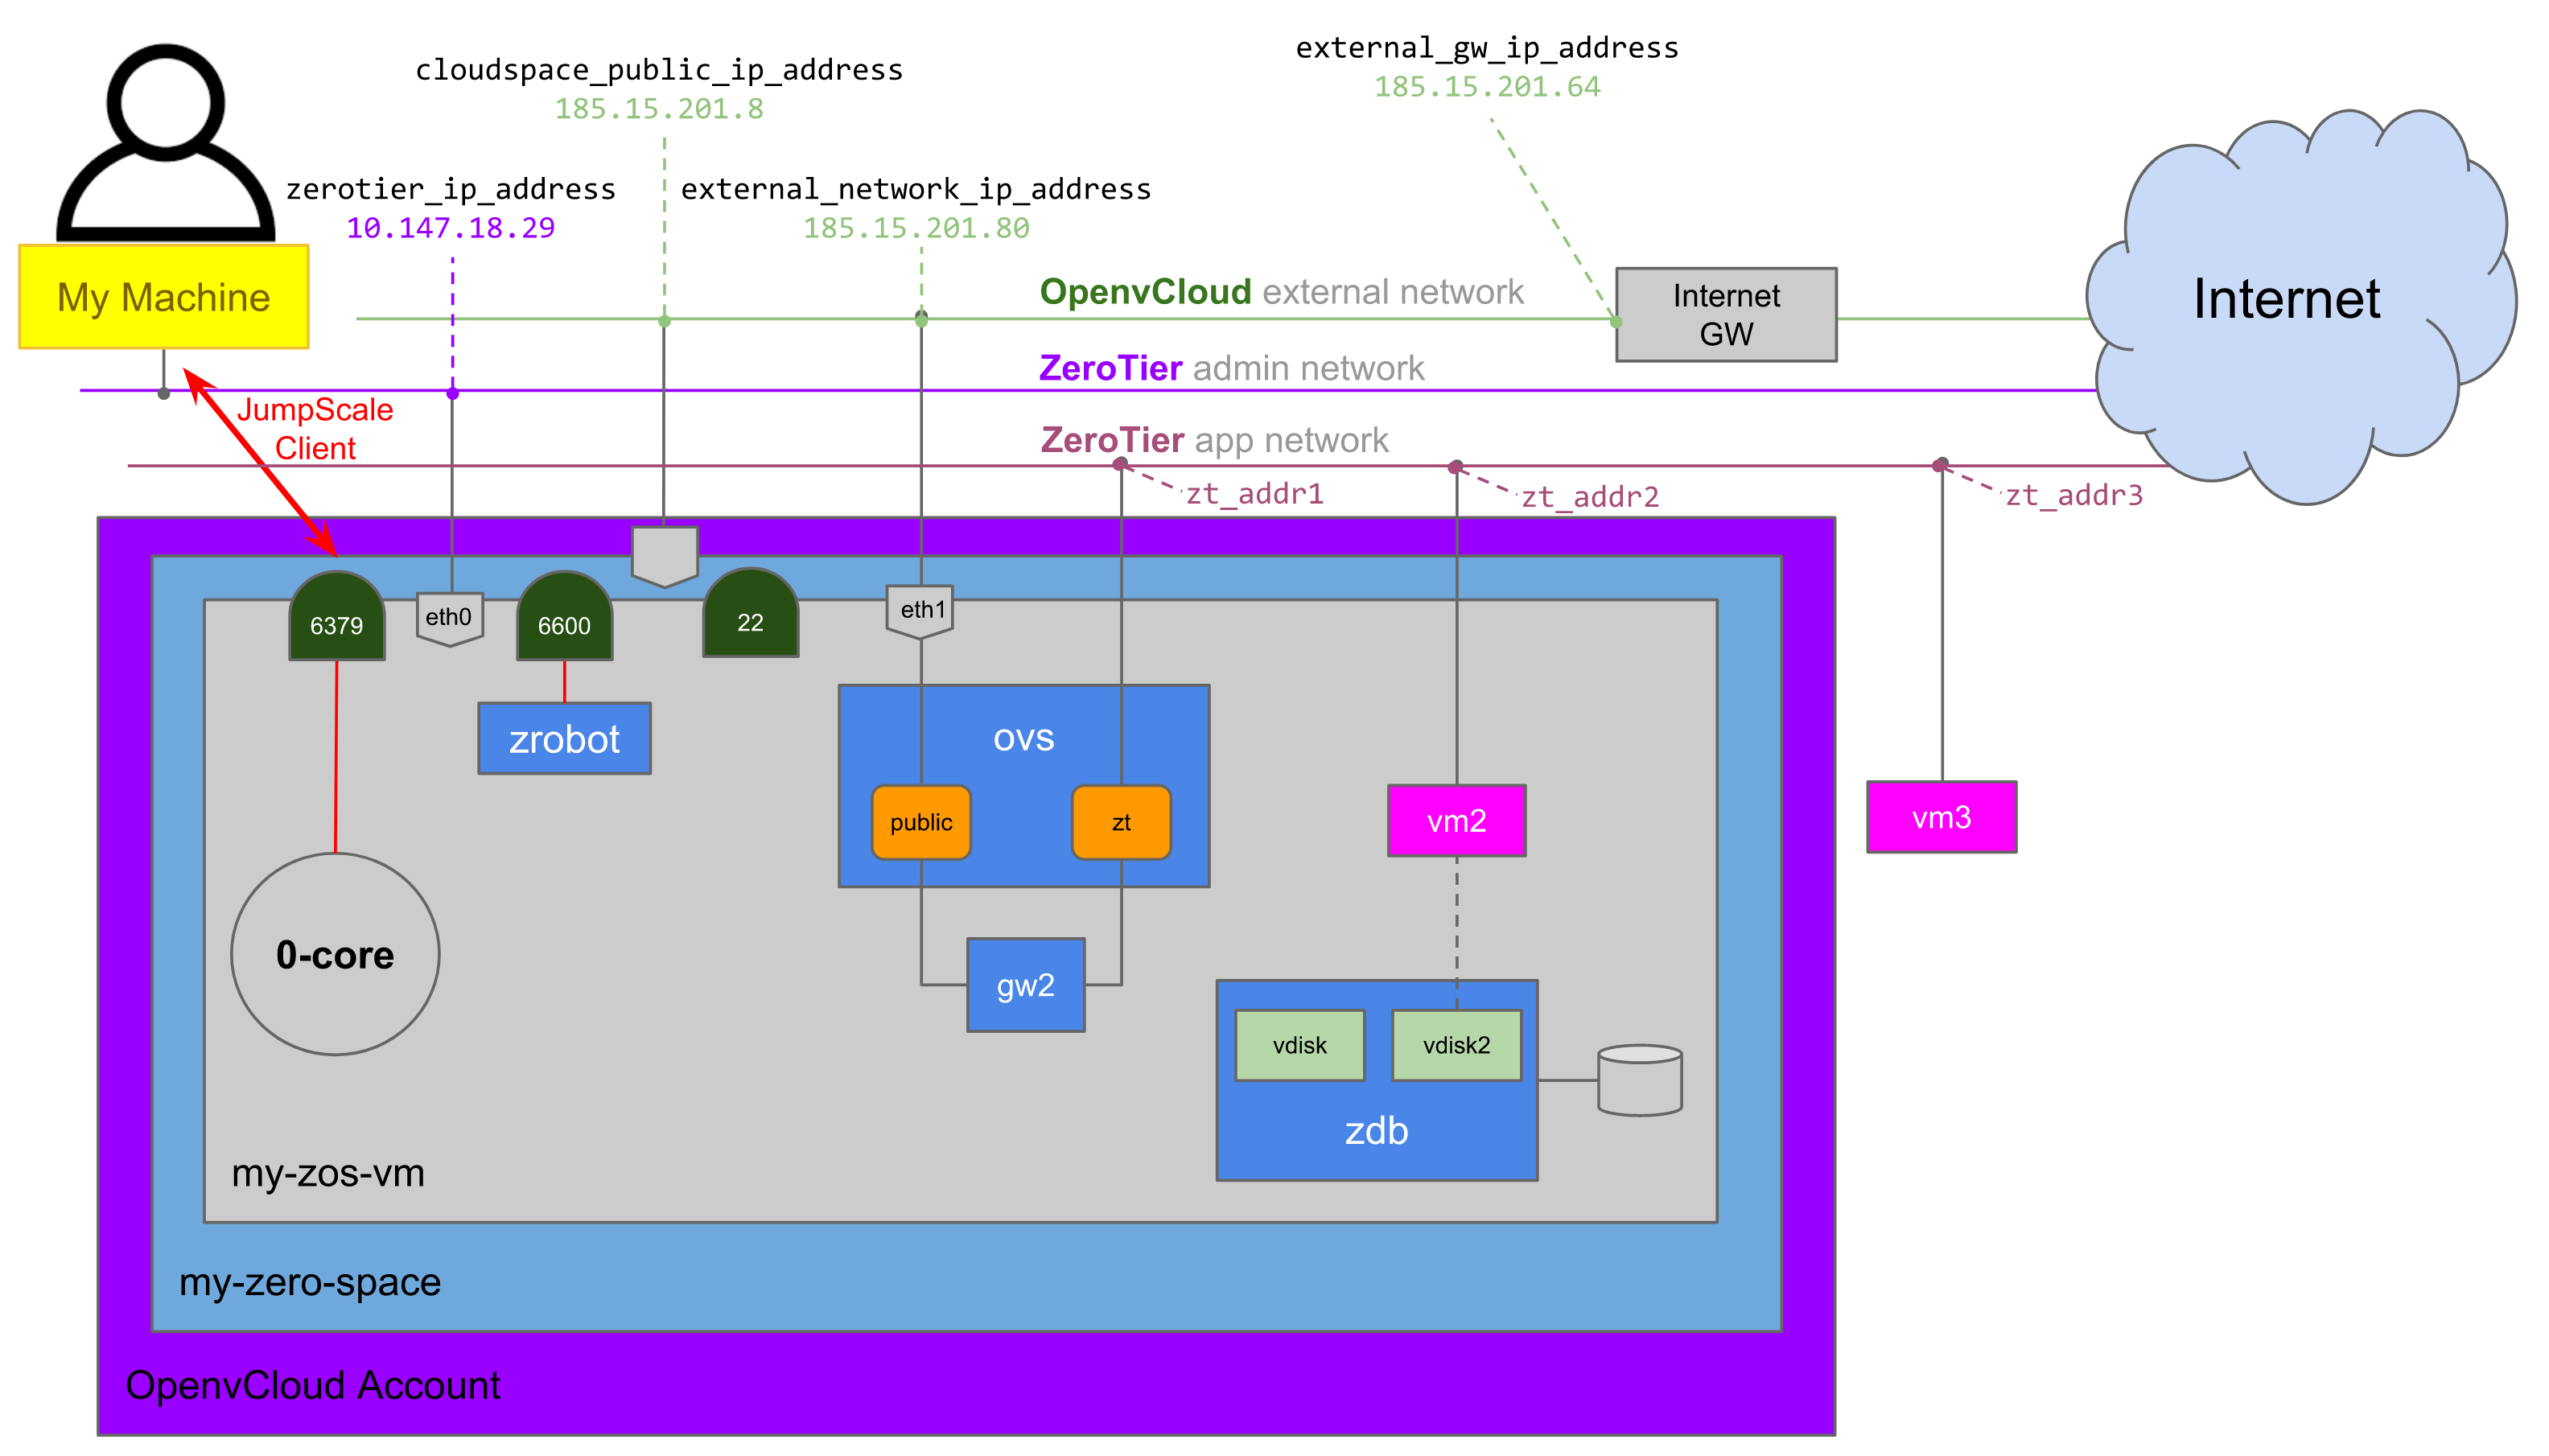 external_gw_ip_address
185.15.201.64
cloudspace_public_ip_address
185.15.201.8
zerotier_ip_address
10.147.18.29
external_network_ip_address
185.15.201.80
My Machine
OpenvCloud external network
Internet
GW
Internet
ZeroTier admin network
JumpScale
Client
ZeroTier app network
zt_addr1
zt_addr2
zt_addr3
6379
eth0
6600
22
eth1
zrobot
ovs
public
zt
vm2
vm3
0-core
gw2
vdisk
vdisk2
zdb
my-zos-vm
my-zero-space
OpenvCloud Account